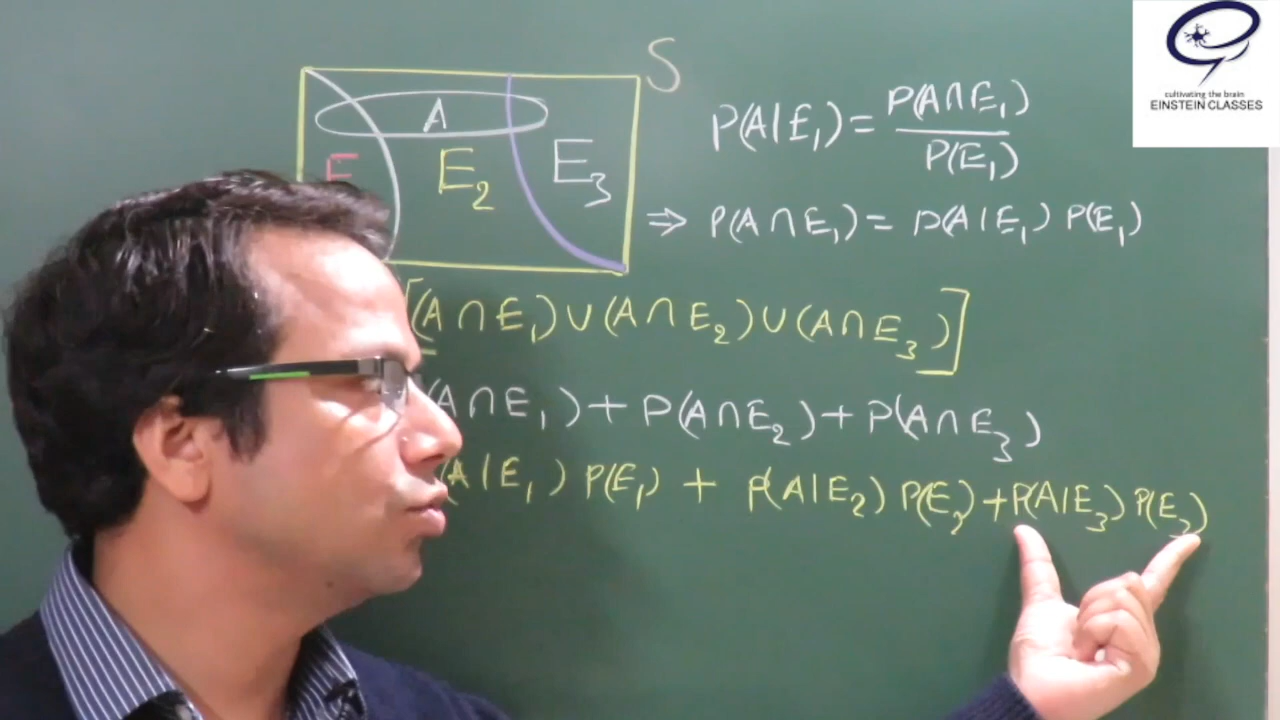 S
A
E E₂ E₃
P(A|E₁) = P(A∩E₁) / P(E₁)
⇒ P(A∩E₁) = P(A|E₁) P(E₁)
[(A∩E₁) ∪ (A∩E₂) ∪ (A∩E₃)]
(A∩E₁) + P(A∩E₂) + P(A∩E₃)
(A|E₁) P(E₁) + P(A|E₂) P(E₂) + P(A|E₃) P(E₃)
cultivating the brain
EINSTEIN CLASSES